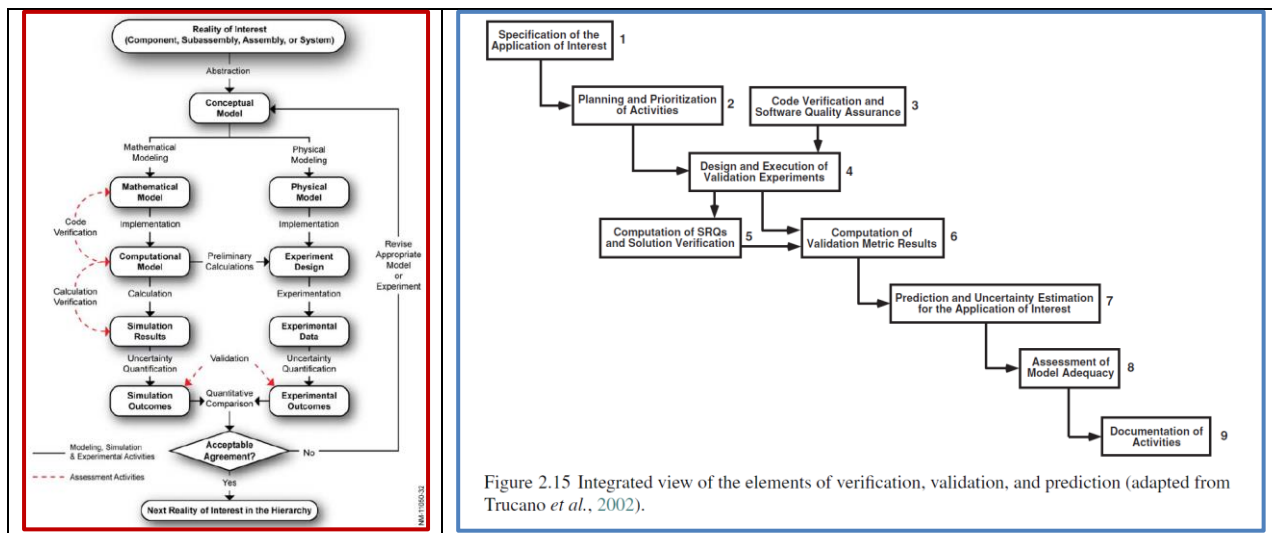 Reality of Interest
(Component, Subassembly, Assembly, or System)
Abstraction
Conceptual
Model
Mathematical
Modeling
Physical
Modeling
Mathematical
Model
Physical
Model
Code
Verification
Implementation
Implementation
Revise
Appropriate
Model
or
Experiment
Computational
Model
Preliminary
Calculations
Experiment
Design
Calculation
Verification
Calculation
Experimentation
Simulation
Results
Experimental
Data
Uncertainty
Quantification
Validation
Uncertainty
Quantification
Simulation
Outcomes
Quantitative
Comparison
Experimental
Outcomes
Modeling, Simulation
& Experimental Activities
Acceptable
Agreement?
No
Assessment Activities
Yes
Next Reality of Interest in the Hierarchy
Specification of the
Application of Interest
1
Planning and Prioritization
of Activities
2
Code Verification and
Software Quality Assurance
3
Design and Execution of
Validation Experiments
4
Computation of SRQs
and Solution Verification
5
Computation of
Validation Metric Results
6
Prediction and Uncertainty Estimation
for the Application of Interest
7
Assessment of
Model Adequacy
8
Documentation of
Activities
9
Figure 2.15 Integrated view of the elements of verification, validation, and prediction (adapted from
Trucano et al., 2002).